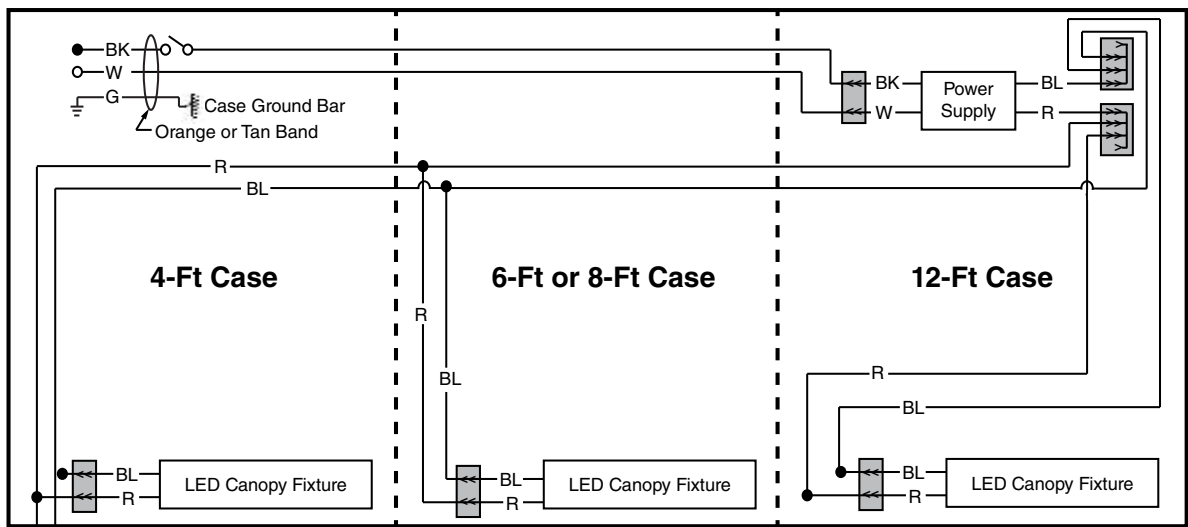 BK
W
G
Case Ground Bar
Orange or Tan Band
BK
W
Power
Supply
BL
R
R
BL
4-Ft Case
6-Ft or 8-Ft Case
12-Ft Case
R
BL
R
BL
BL
R
LED Canopy Fixture
BL
R
LED Canopy Fixture
BL
R
LED Canopy Fixture